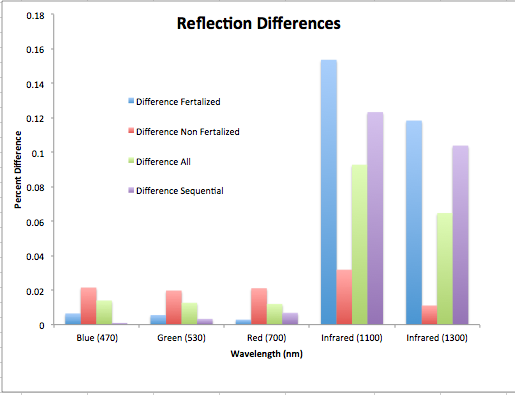 Reflection Differences
0.18
0.16
0.14
0.12
0.1
0.08
0.06
0.04
0.02
0
Percent Difference
Difference Fertalized
Difference Non Fertalized
Difference All
Difference Sequential
Blue (470) Green (530) Red (700) Infrared (1100) Infrared (1300)
Wavelength (nm)